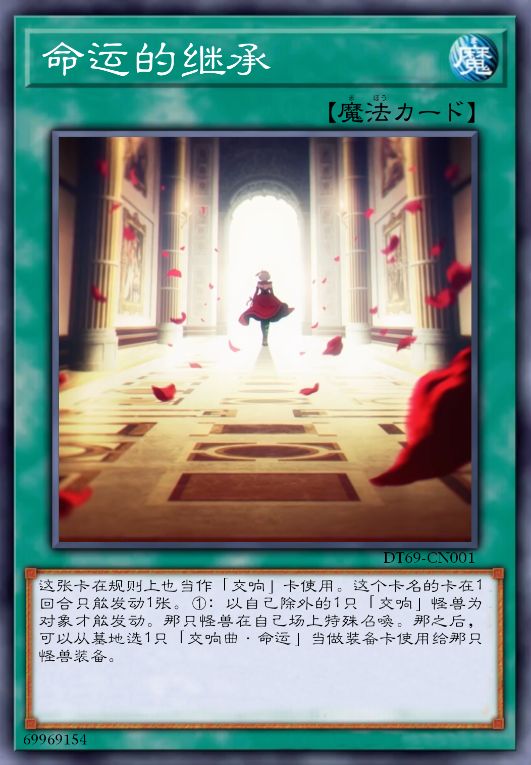 命运的继承
魔
【魔法カード】
DT69-CN001
这张卡在规则上也当作「交响」卡使用。这个卡名的卡在1
回合只能发动1张。①：以自己除外的1只「交响」怪兽为
对象才能发动。那只怪兽在自己场上特殊召唤。那之后，
可以从墓地选1只「交响曲·命运」当做装备卡使用给那只
怪兽装备。
69969154